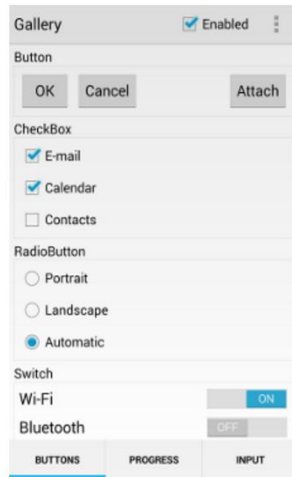 Gallery Enabled
Button
OK Cancel Attach
CheckBox
E-mail
Calendar
Contacts
RadioButton
Portrait
Landscape
Automatic
Switch
Wi-Fi ON
Bluetooth OFF
BUTTONS PROGRESS INPUT